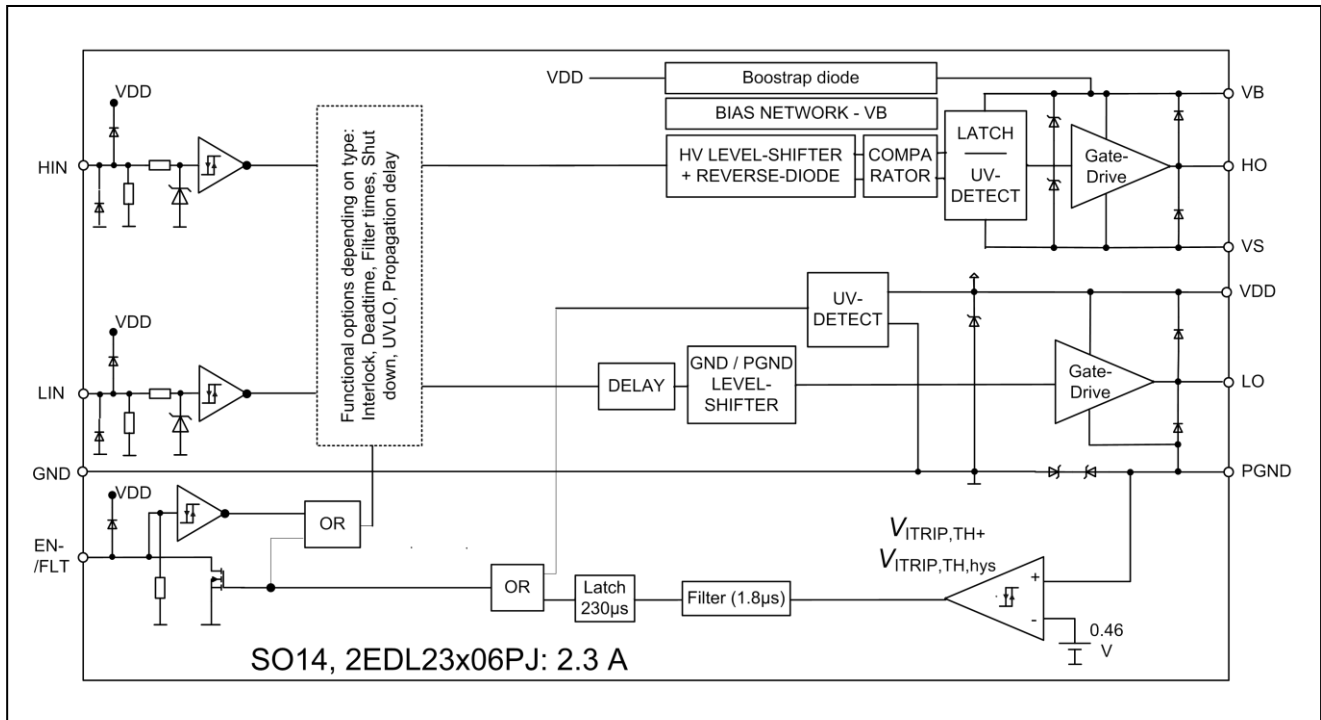 VDD
Boostrap diode
VDD
VB
BIAS NETWORK - VB
Functional options depending on type:
Interlock, Deadtime, Filter times, Shut
down, UVLO, Propagation delay
LATCH
UV-
DETECT
HIN
HV LEVEL-SHIFTER
+ REVERSE-DIODE
COMPA
RATOR
Gate-
Drive
HO
VS
VDD
UV-
DETECT
VDD
LIN
DELAY
GND / PGND
LEVEL-
SHIFTER
Gate-
Drive
LO
GND
PGND
VDD
OR
EN-
/FLT
VITRIP,TH+
VITRIP,TH,hys
OR
Latch
230µs
Filter (1.8µs)
+
-
0.46
V
SO14, 2EDL23x06PJ: 2.3 A